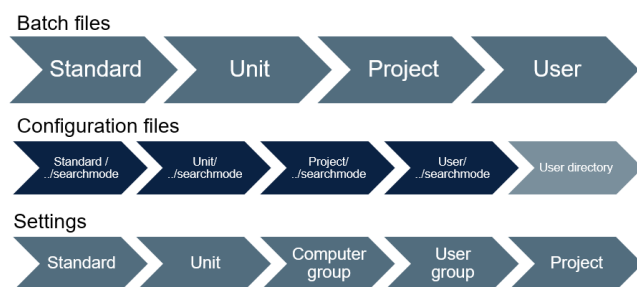 Batch files
Standard
Unit
Project
User
Configuration files
Standard /
../searchmode
Unit/
../searchmode
Project/
../searchmode
User/
../searchmode
User directory
Settings
Standard
Unit
Computer
group
User
group
Project